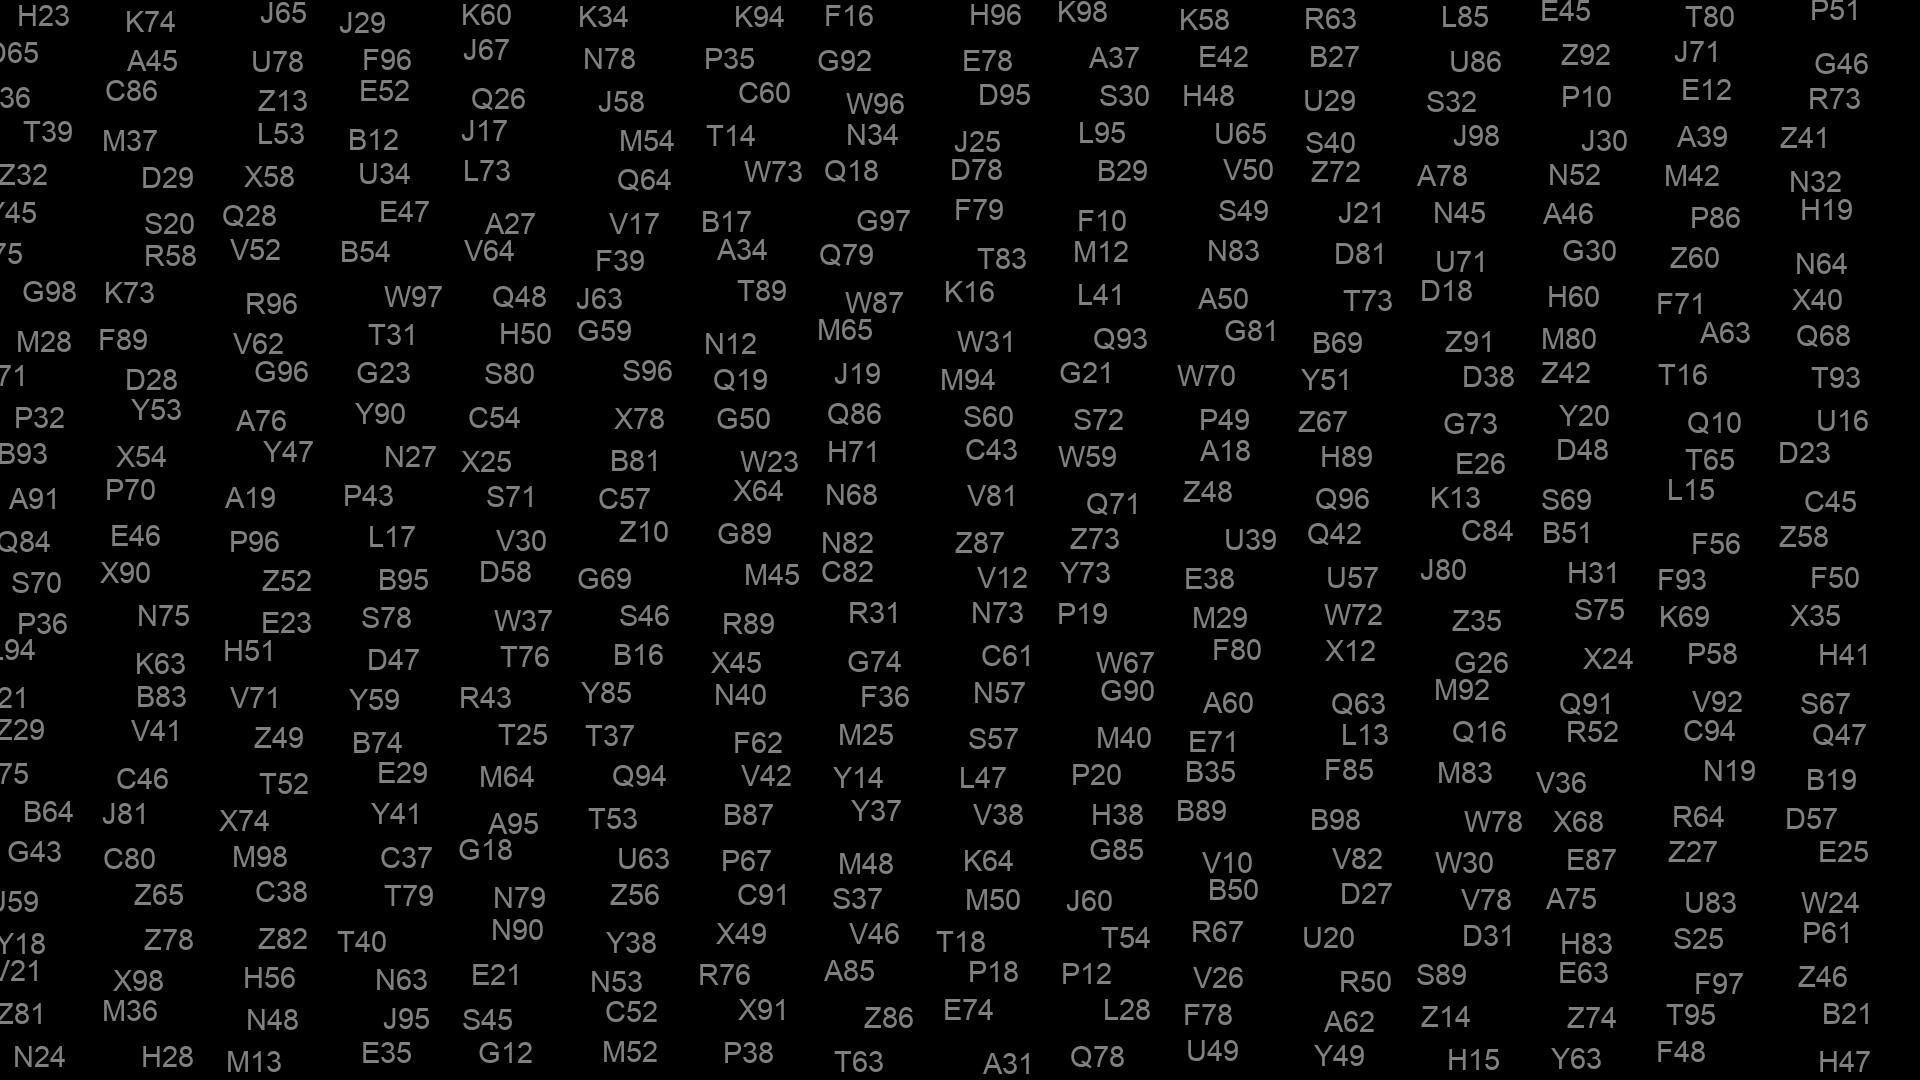 H23 K74 J65 J29 K60 K34 K94 F16 H96 K98 K58 R63 L85 E45 T80 P51
A45 U78 F96 J67 N78 P35 G92 E78 A37 E42 B27 U86 Z92 J71 G46
C86 Z13 E52 Q26 J58 C60 W96 D95 S30 H48 U29 S32 P10 E12 R73
T39 M37 L53 B12 J17 M54 T14 N34 J25 L95 U65 S40 J98 J30 A39 Z41
Z32 D29 X58 U34 L73 Q64 W73 Q18 D78 B29 V50 Z72 A78 N52 M42 N32
Y45 S20 Q28 E47 A27 V17 B17 G97 F79 F10 S49 J21 N45 A46 P86 H19
75 R58 V52 B54 V64 F39 A34 Q79 T83 M12 N83 D81 U71 G30 Z60 N64
G98 K73 R96 W97 Q48 J63 T89 W87 K16 L41 A50 T73 D18 H60 F71 X40
M28 F89 V62 T31 H50 G59 N12 M65 W31 Q93 G81 B69 Z91 M80 A63 Q68
71 D28 G96 G23 S80 S96 Q19 J19 M94 G21 W70 Y51 D38 Z42 T16 T93
P32 Y53 A76 Y90 C54 X78 G50 Q86 S60 S72 P49 Z67 G73 Y20 Q10 U16
B93 X54 Y47 N27 X25 B81 W23 H71 C43 W59 A18 H89 E26 D48 T65 D23
A91 P70 A19 P43 S71 C57 X64 N68 V81 Q71 Z48 Q96 K13 S69 L15 C45
Q84 E46 P96 L17 V30 Z10 G89 N82 Z87 Z73 U39 Q42 C84 B51 F56 Z58
S70 X90 Z52 B95 D58 G69 M45 C82 V12 Y73 E38 U57 J80 H31 F93 F50
P36 N75 E23 S78 W37 S46 R89 R31 N73 P19 M29 W72 Z35 S75 K69 X35
94 K63 H51 D47 T76 B16 X45 G74 C61 W67 F80 X12 G26 X24 P58 H41
21 B83 V71 Y59 R43 Y85 N40 F36 N57 G90 A60 Q63 M92 Q91 V92 S67
Z29 V41 Z49 B74 T25 T37 F62 M25 S57 M40 E71 L13 Q16 R52 C94 Q47
75 C46 T52 E29 M64 Q94 V42 Y14 L47 P20 B35 F85 M83 V36 N19 B19
B64 J81 X74 Y41 A95 T53 B87 Y37 V38 H38 B89 B98 W78 X68 R64 D57
G43 C80 M98 C37 G18 U63 P67 M48 K64 G85 V10 V82 W30 E87 Z27 E25
Z65 C38 T79 N79 Z56 C91 S37 M50 J60 B50 D27 V78 A75 U83 W24
Y18 Z78 Z82 T40 N90 Y38 X49 V46 T18 T54 R67 U20 D31 H83 S25 P61
V21 X98 H56 N63 E21 N53 R76 A85 P18 P12 V26 R50 S89 E63 F97 Z46
Z81 M36 N48 J95 S45 C52 X91 Z86 E74 L28 F78 A62 Z14 Z74 T95 B21
N24 H28 M13 E35 G12 M52 P38 T63 A31 Q78 U49 Y49 H15 Y63 F48 H47